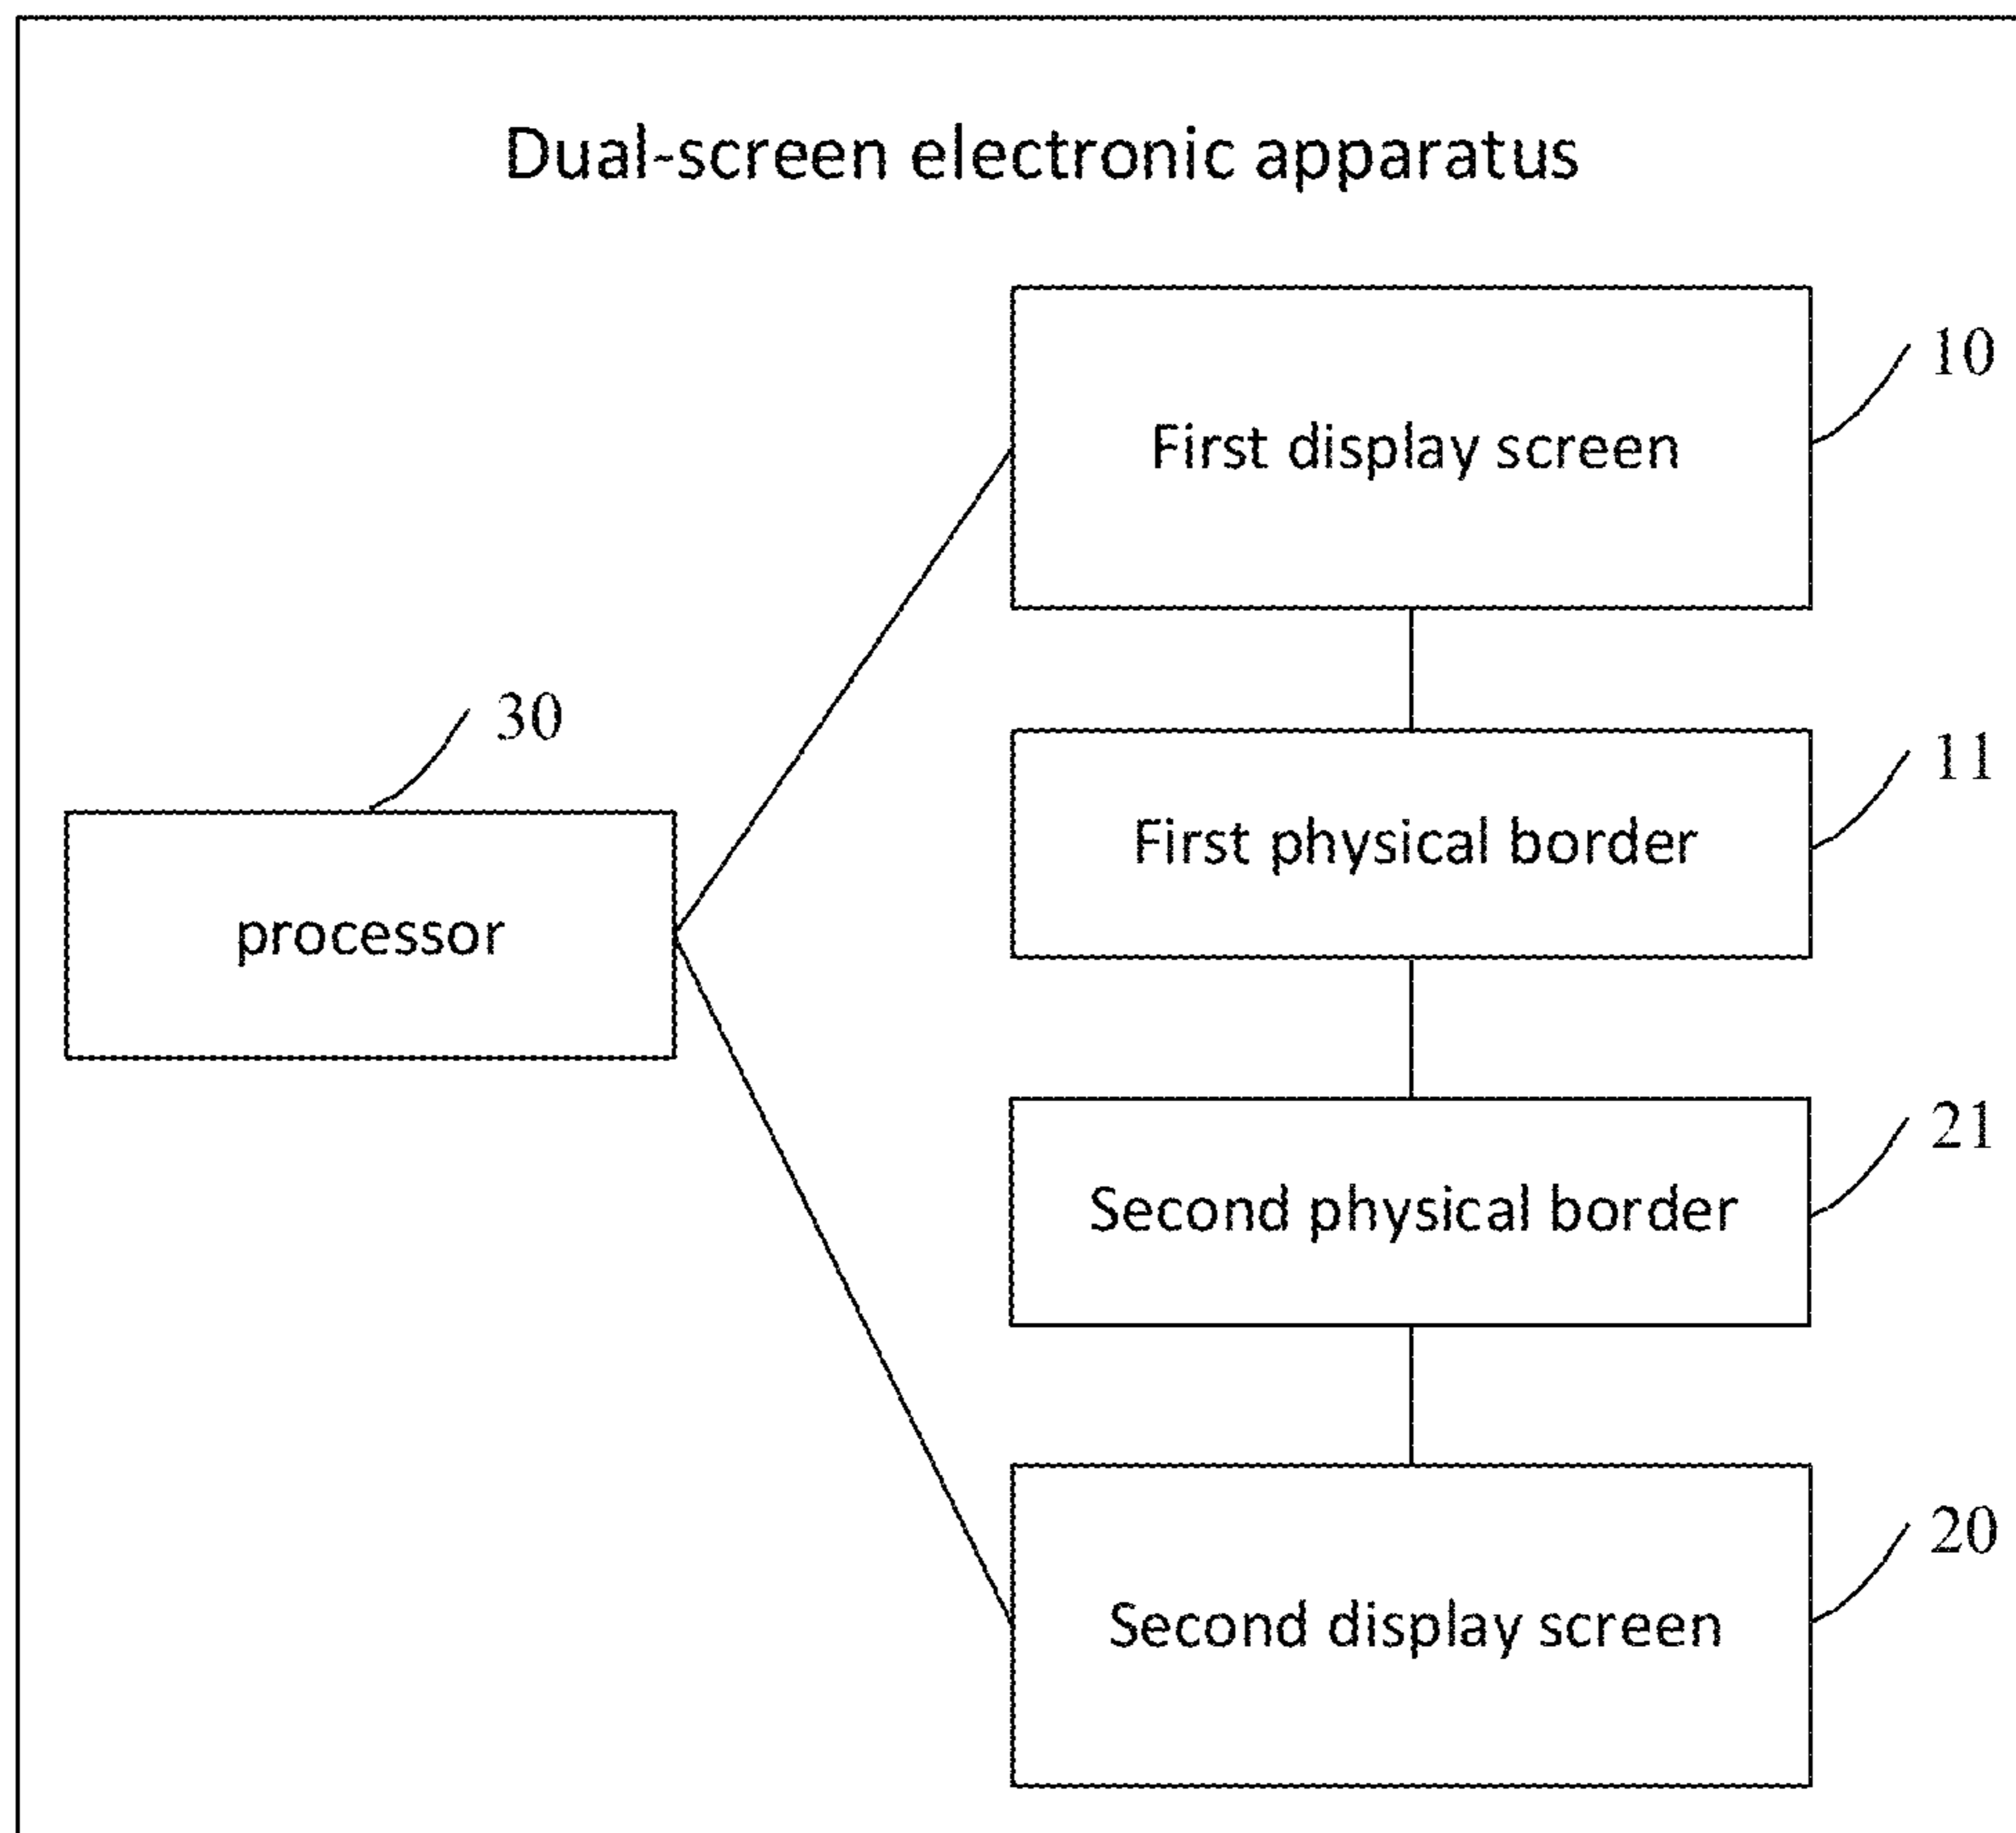 Dual-screen electronic apparatus
10
First display screen
30
11
First physical border
processor
21
Second physical border
20
Second display screen